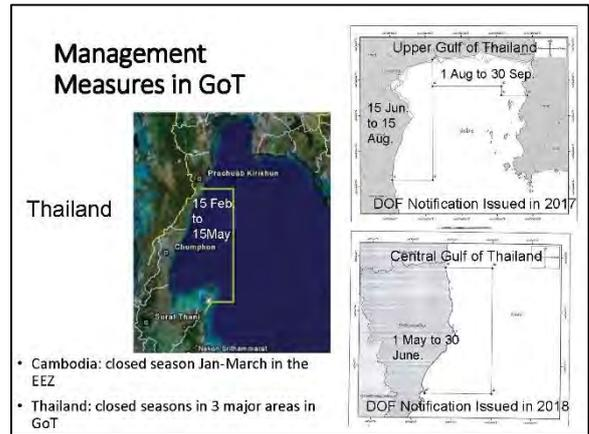 Management
Measures in GoT
Thailand
Prachuab Kirikhun
15 Feb.
to
15May
Chumphon
Surat Thani
Nakon Srithammarat
• Cambodia: closed season Jan-March in the
EEZ
• Thailand: closed seasons in 3 major areas in
GoT
Upper Gulf of Thailand
1 Aug to 30 Sep.
15 Jun
to 15
Aug.
DOF Notification Issued in 2017
Central Gulf of Thailand
1 May to 30
June.
DOF Notification Issued in 2018